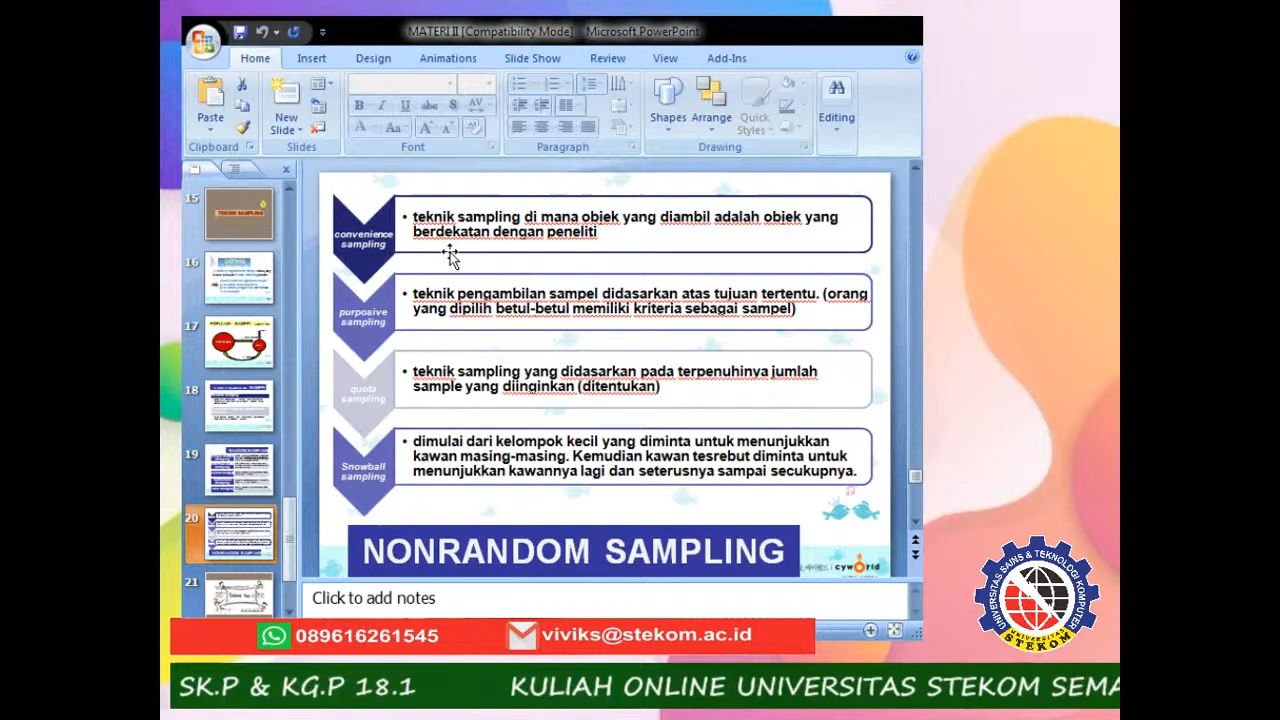 MATERI II [Compatibility Mode] - Microsoft PowerPoint
Home Insert Design Animations Slide Show Review View Add-Ins
Paste
New
Slide
Shapes Arrange Quick
Styles
Editing
Clipboard Slides Font Paragraph Drawing
15
TEKNIK SAMPLING
16
17
18
19
20
21
convenience
sampling
• teknik sampling di mana objek yang diambil adalah objek yang
berdekatan dengan peneliti
purposive
sampling
• teknik pengambilan sampel didasarkan atas tujuan tertentu. (orang
yang dipilih betul-betul memiliki kriteria sebagai sampel)
quota
sampling
• teknik sampling yang didasarkan pada terpenuhinya jumlah
sample yang diinginkan (ditentukan)
Snowball
sampling
• dimulai dari kelompok kecil yang diminta untuk menunjukkan
kawan masing-masing. Kemudian kawan tesrebut diminta untuk
menunjukkan kawannya lagi dan seterusnya sampai secukupnya.
NONRANDOM SAMPLING
cyworld
Click to add notes
089616261545
viviks@stekom.ac.id
UNIVERSITAS SAINS & TEKNOLOGI KOMPUTER
UNIVERSITAS
STEKOM
SK.P & KG.P 18.1 KULIAH ONLINE UNIVERSITAS STEKOM SEMA